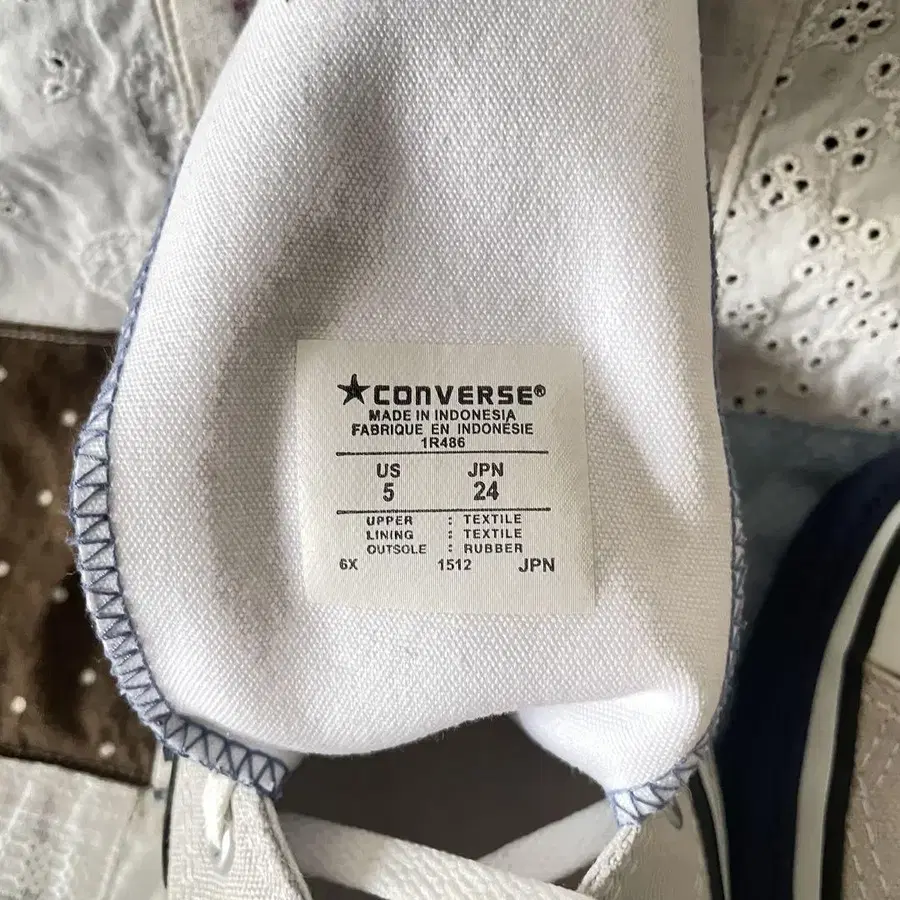 ★CONVERSE®
MADE IN INDONESIA
FABRIQUE EN INDONÉSIE
1R486
US JPN
5 24
UPPER : TEXTILE
LINING : TEXTILE
OUTSOLE : RUBBER
6X 1512 JPN